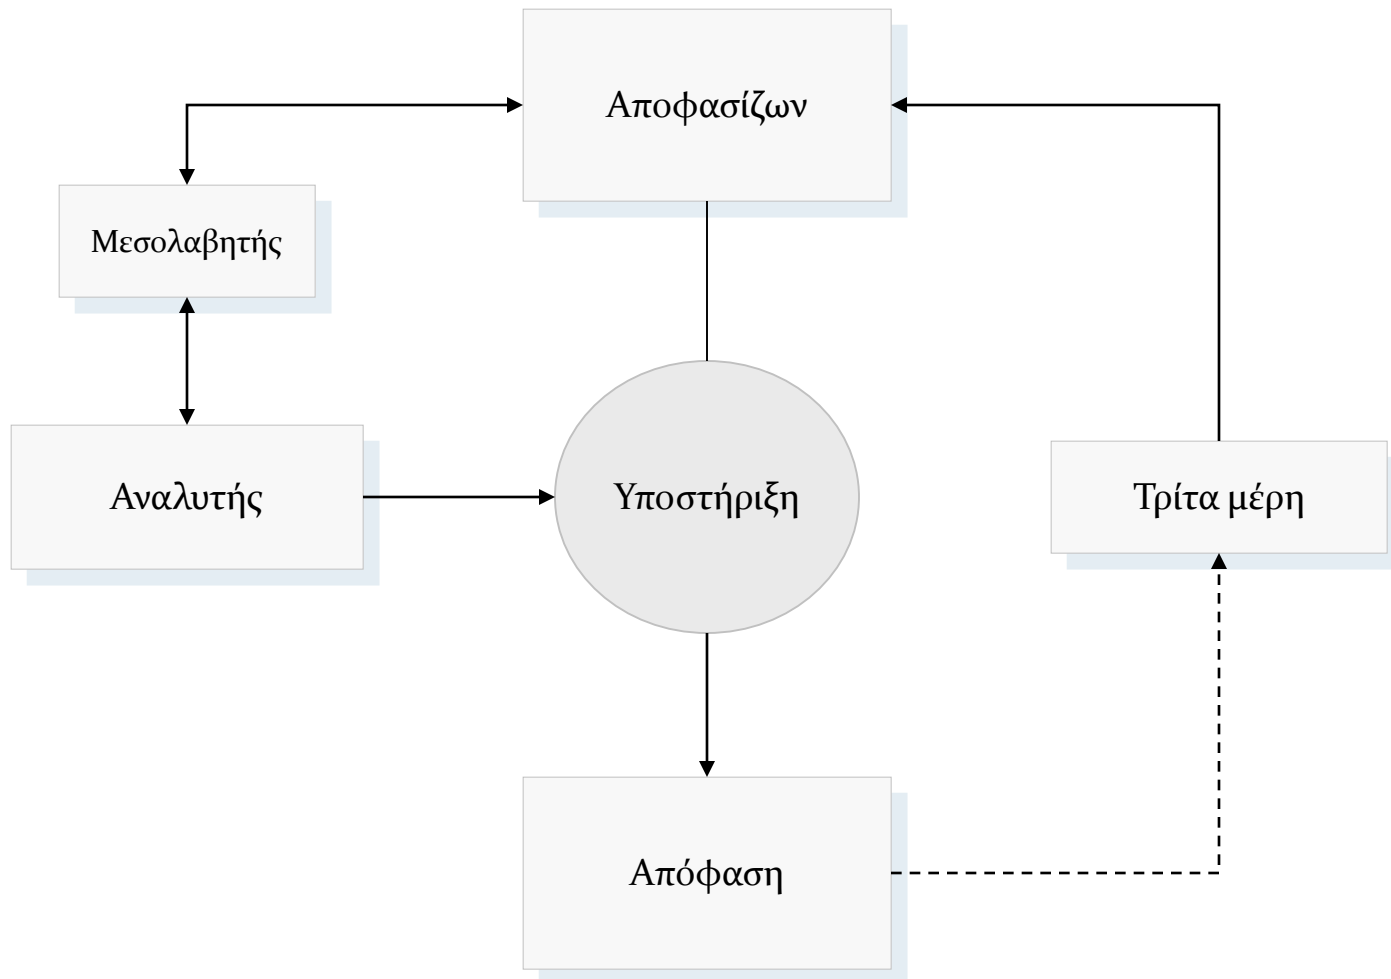 Αποφασίζων
Μεσολαβητής
Αναλυτής
Υποστήριξη
Τρίτα μέρη
Απόφαση